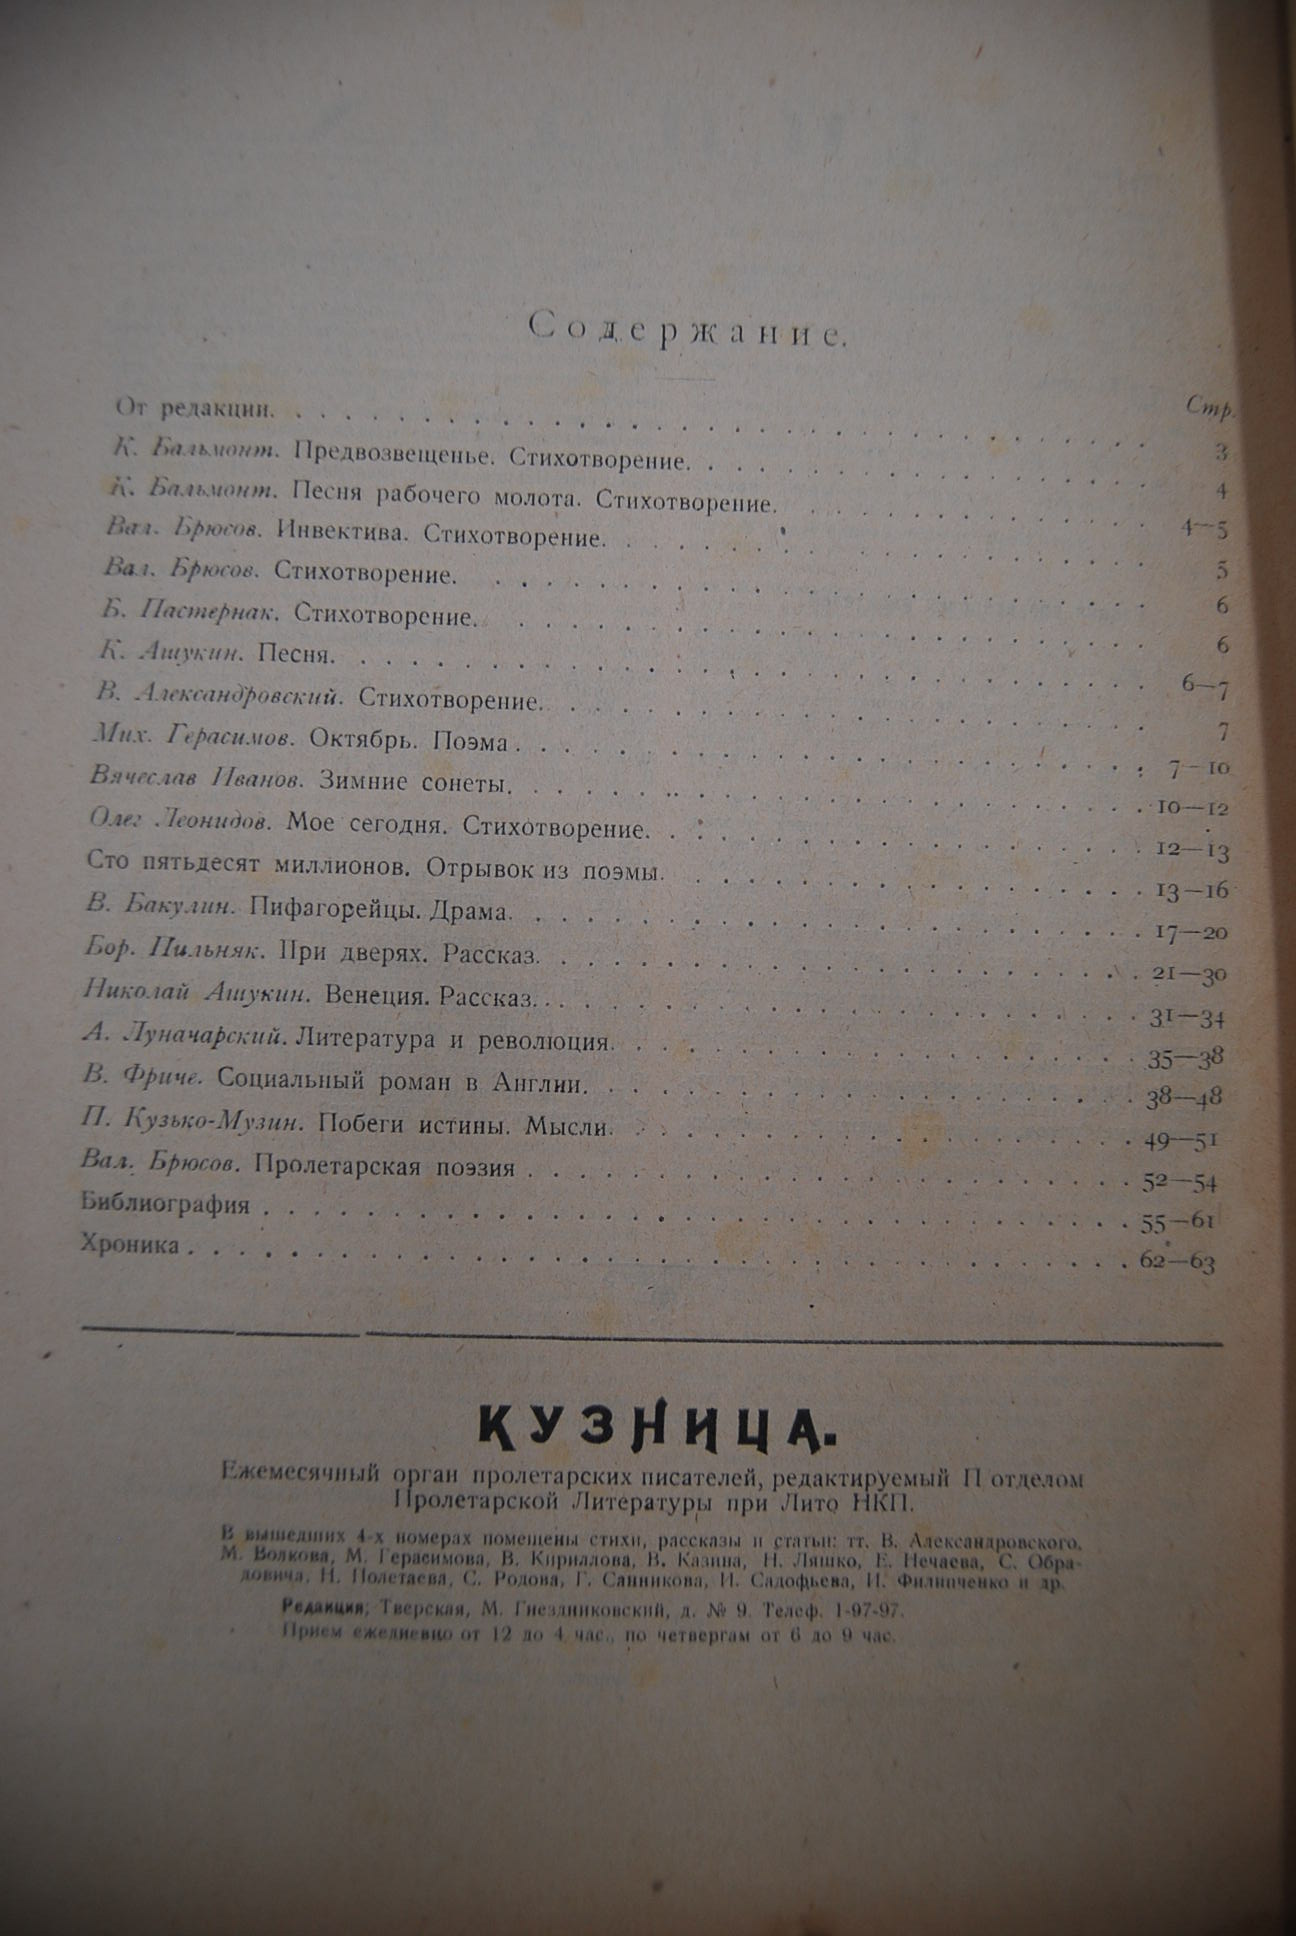 Содержание.
Стр.
От редакции. 3
К. Бальмонт. Предвозвещенье. Стихотворение. 4
К. Бальмонт. Песня рабочего молота. Стихотворение. 4—5
Вал. Брюсов. Инвектива. Стихотворение. 5
Вал. Брюсов. Стихотворение. 6
Б. Пастернак. Стихотворение. 6
К. Ашукин. Песня. 6—7
В. Александровский. Стихотворение. 7
Мих. Герасимов. Октябрь. Поэма. 7—10
Вячеслав Иванов. Зимние сонеты. 10—12
Олег Леонидов. Мое сегодня. Стихотворение. 12—13
Сто пятьдесят миллионов. Отрывок из поэмы. 13—16
В. Бакулин. Пифагорейцы. Драма. 17—20
Бор. Пильняк. При дверях. Рассказ. 21—30
Николай Ашукин. Венеция. Рассказ. 31—34
А. Луначарский. Литература и революция. 35—38
В. Фриче. Социальный роман в Англии. 38—48
П. Кузько-Музин. Побеги истины. Мысли. 49—51
Вал. Брюсов. Пролетарская поэзия 52—54
Библиография 55—61
Хроника 62—63
КУЗНИЦА.
Ежемесячный орган пролетарских писателей, редактируемый П отделом
Пролетарской Литературы при Лито НКП.
В вышедших 4-х номерах помещены стихи, рассказы и статьи: тт. В. Александровского,
М. Волкова, М. Герасимова, В. Кириллова, В. Казина, Н. Ляшко, Е. Нечаева, С. Обра-
довича, Н. Полетаева, С. Родова, Г. Санникова, И. Садофьева, И. Филипченко и др.
Редакция: Тверская, М. Гнездниковский, д. № 9. Телеф. 1-97-97.
Прием ежедневно от 12 до 4 час., по четвергам от 6 до 9 час.